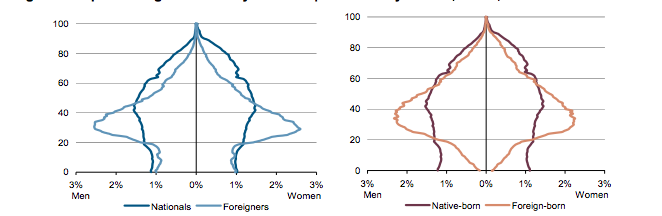 100
80
60
40
20
0
3% 2% 1% 0% 1% 2% 3%
Men Women
Nationals Foreigners
100
80
60
40
20
0
3% 2% 1% 0% 1% 2% 3%
Men Women
Native-born Foreign-born